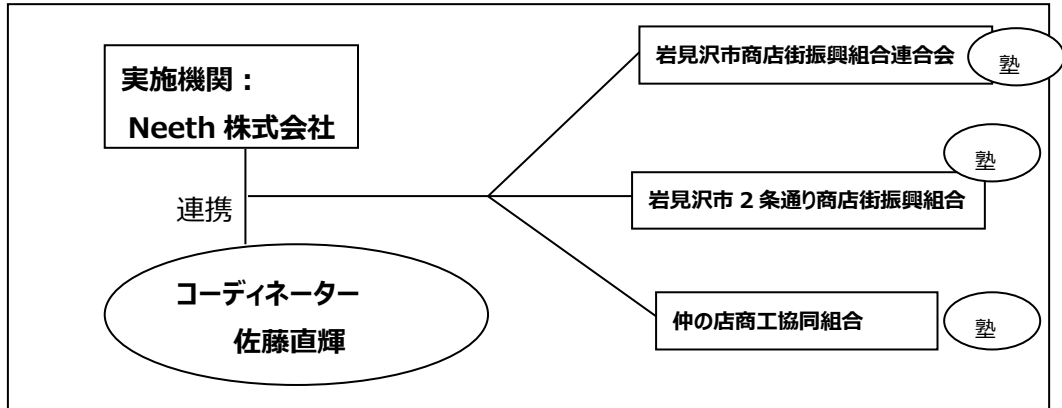 実施機関：
Neeth 株式会社
連携
コーディネーター
佐藤直輝
岩見沢市商店街振興組合連合会
塾
塾
岩見沢市 2 条通り商店街振興組合
仲の店商工協同組合
塾